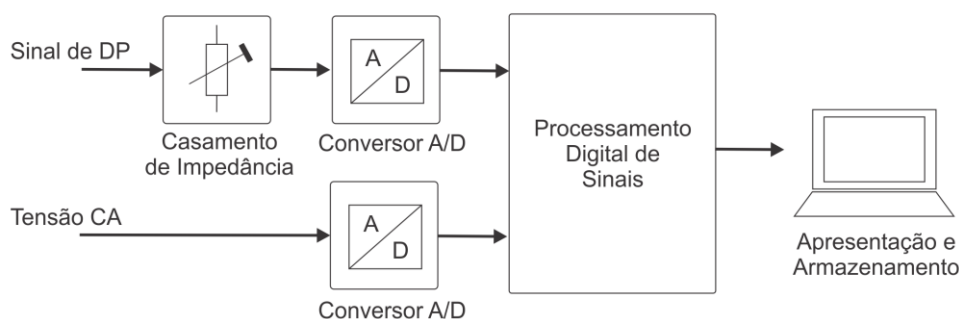 Sinal de DP
A
D
Casamento
de Impedância
Conversor A/D
Processamento
Digital de
Sinais
Tensão CA
A
D
Conversor A/D
Apresentação e
Armazenamento